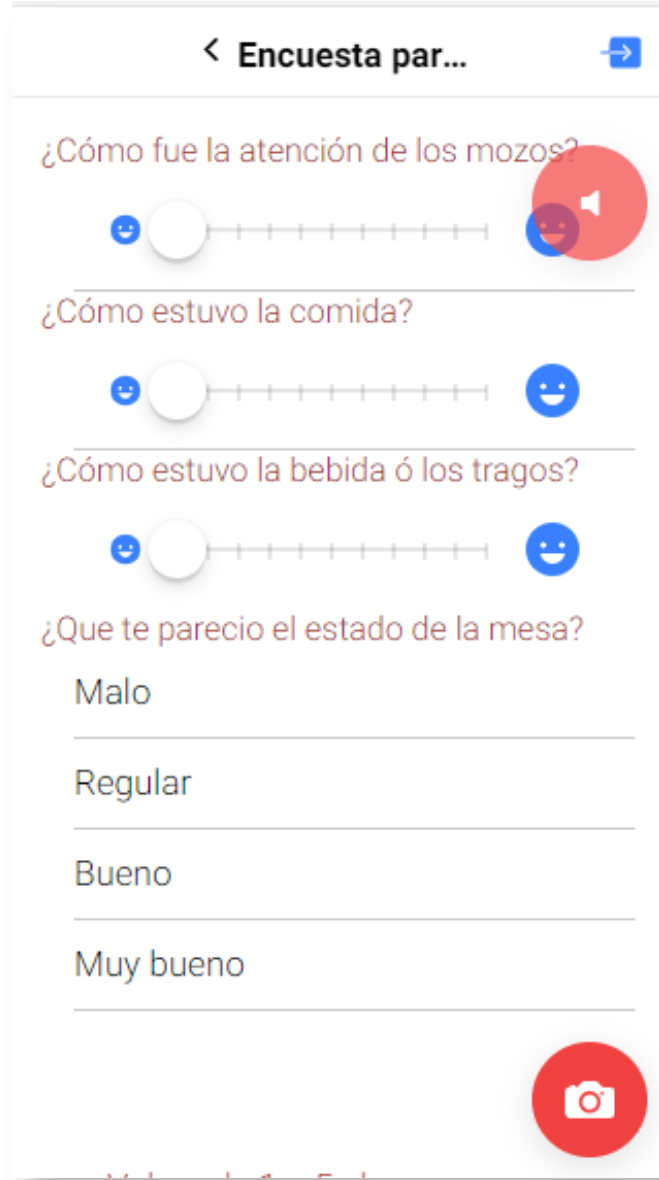 Encuesta par...
¿Cómo fue la atención de los mozos?
¿Cómo estuvo la comida?
¿Cómo estuvo la bebida ó los tragos?
¿Que te parecio el estado de la mesa?
Malo
Regular
Bueno
Muy bueno